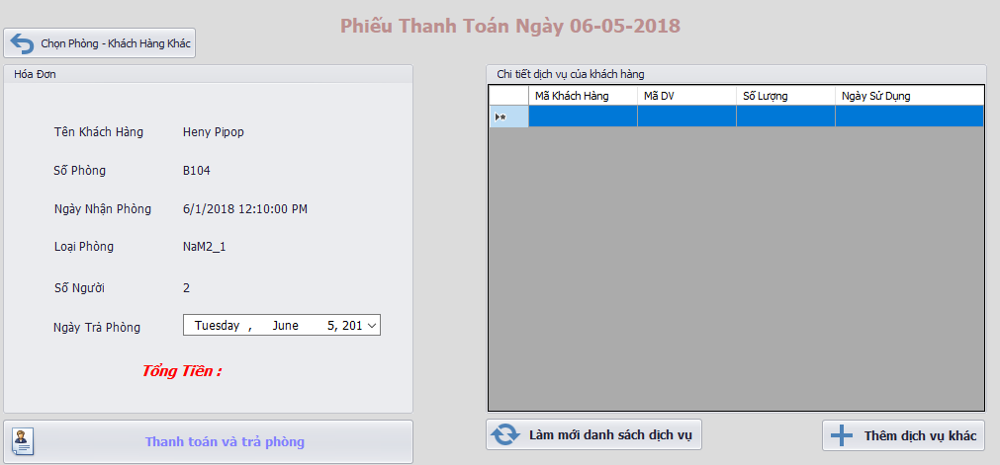 Phiếu Thanh Toán Ngày 06-05-2018
Chọn Phòng - Khách Hàng Khác
Hóa Đơn
Tên Khách Hàng Heny Pipop
Số Phòng B104
Ngày Nhận Phòng 6/1/2018 12:10:00 PM
Loại Phòng NaM2_1
Số Người 2
Ngày Trả Phòng Tuesday , June 5, 201
Tổng Tiền :
Thanh toán và trả phòng
Chi tiết dịch vụ của khách hàng
Mã Khách Hàng Mã DV Số Lượng Ngày Sử Dụng
Làm mới danh sách dịch vụ
Thêm dịch vụ khác